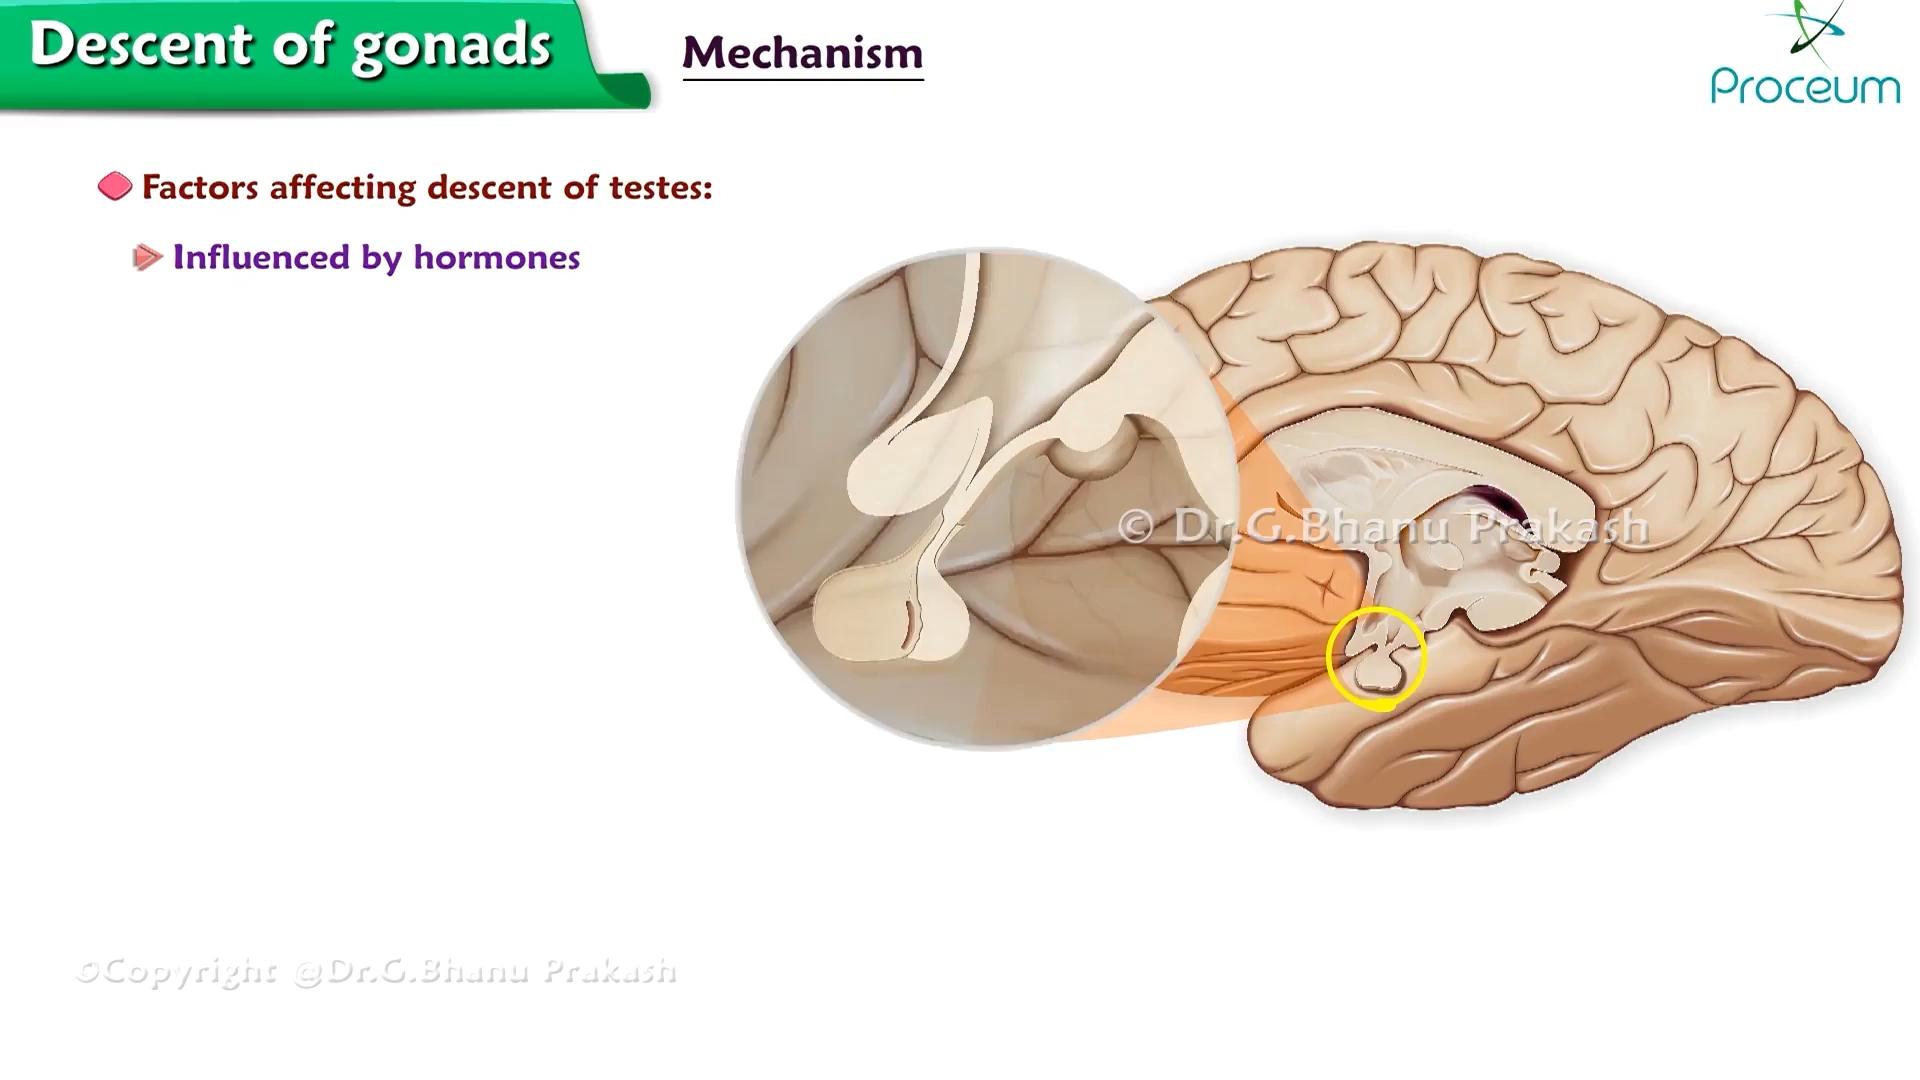 Descent of gonads
Mechanism
Proceum
Factors affecting descent of testes:
Influenced by hormones
© Dr.G.Bhanu Prakash
©Copyright @Dr.G.Bhanu Prakash